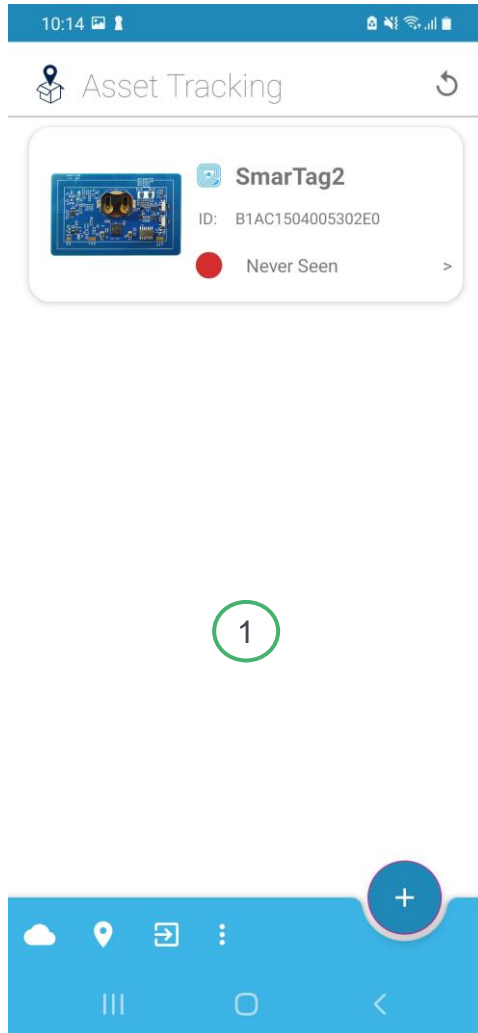 10:14
Asset Tracking
SmarTag2
ID: B1AC1504005302E0
Never Seen >
1
+